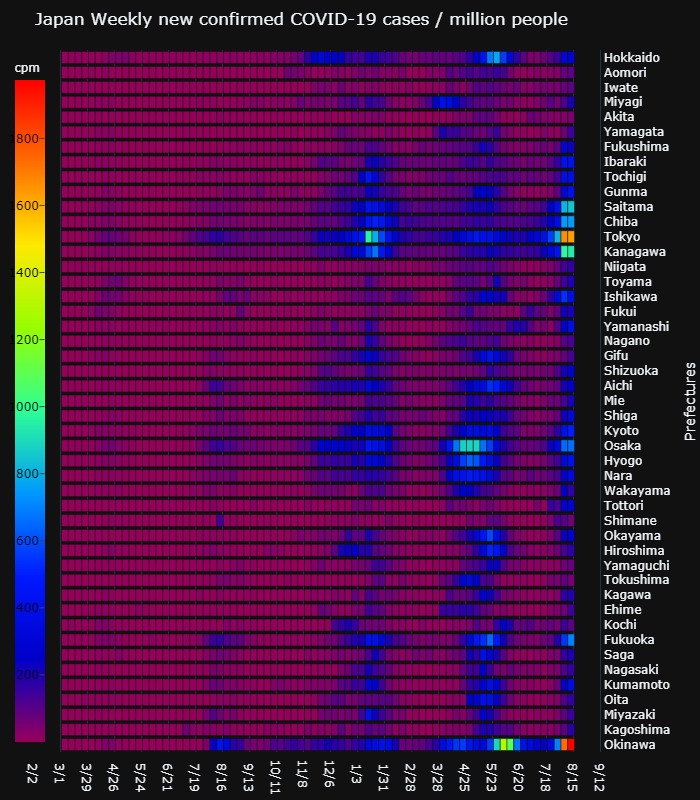 Japan Weekly new confirmed COVID-19 cases / million people
cpm
1800
1600
1400
1200
1000
800
600
400
200
Hokkaido
Aomori
Iwate
Miyagi
Akita
Yamagata
Fukushima
Ibaraki
Tochigi
Gunma
Saitama
Chiba
Tokyo
Kanagawa
Niigata
Toyama
Ishikawa
Fukui
Yamanashi
Nagano
Gifu
Shizuoka
Aichi
Mie
Shiga
Kyoto
Osaka
Hyogo
Nara
Wakayama
Tottori
Shimane
Okayama
Hiroshima
Yamaguchi
Tokushima
Kagawa
Ehime
Kochi
Fukuoka
Saga
Nagasaki
Kumamoto
Oita
Miyazaki
Kagoshima
Okinawa
Prefectures
2/2
3/1
3/29
4/26
5/24
6/21
7/19
8/16
9/13
10/11
11/8
12/6
1/3
1/31
2/28
3/28
4/25
5/23
6/20
7/18
8/15
9/12